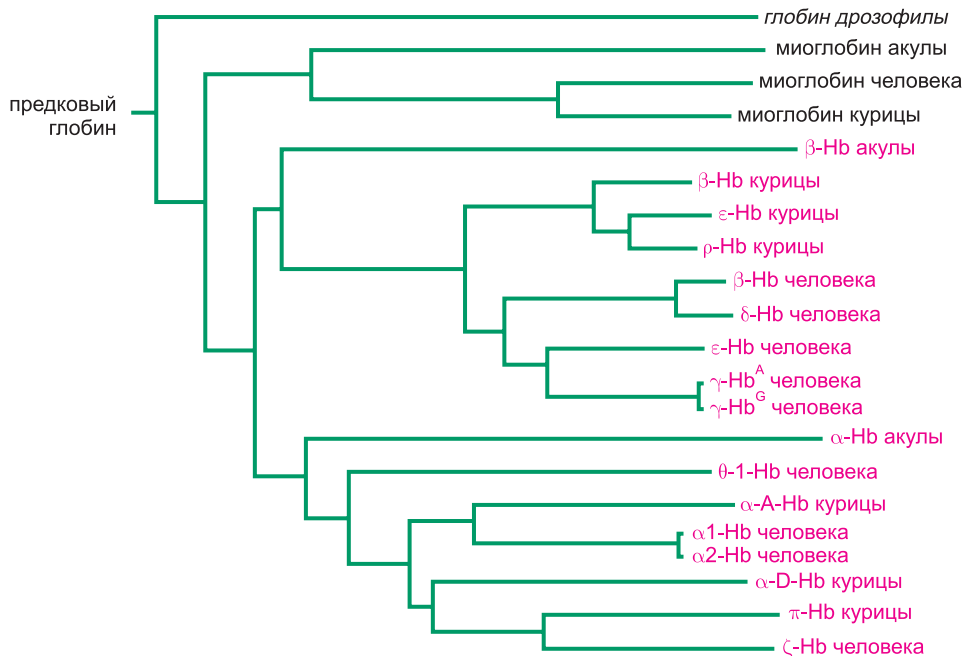 глобин дрозофилы
миоглобин акулы
миоглобин человека
предковый
глобин
миоглобин курицы
β-Hb акулы
β-Hb курицы
ε-Hb курицы
ρ-Hb курицы
β-Hb человека
δ-Hb человека
ε-Hb человека
γ-Hbᴬ человека
γ-Hbᴳ человека
α-Hb акулы
θ-1-Hb человека
α-A-Hb курицы
α1-Hb человека
α2-Hb человека
α-D-Hb курицы
π-Hb курицы
ζ-Hb человека